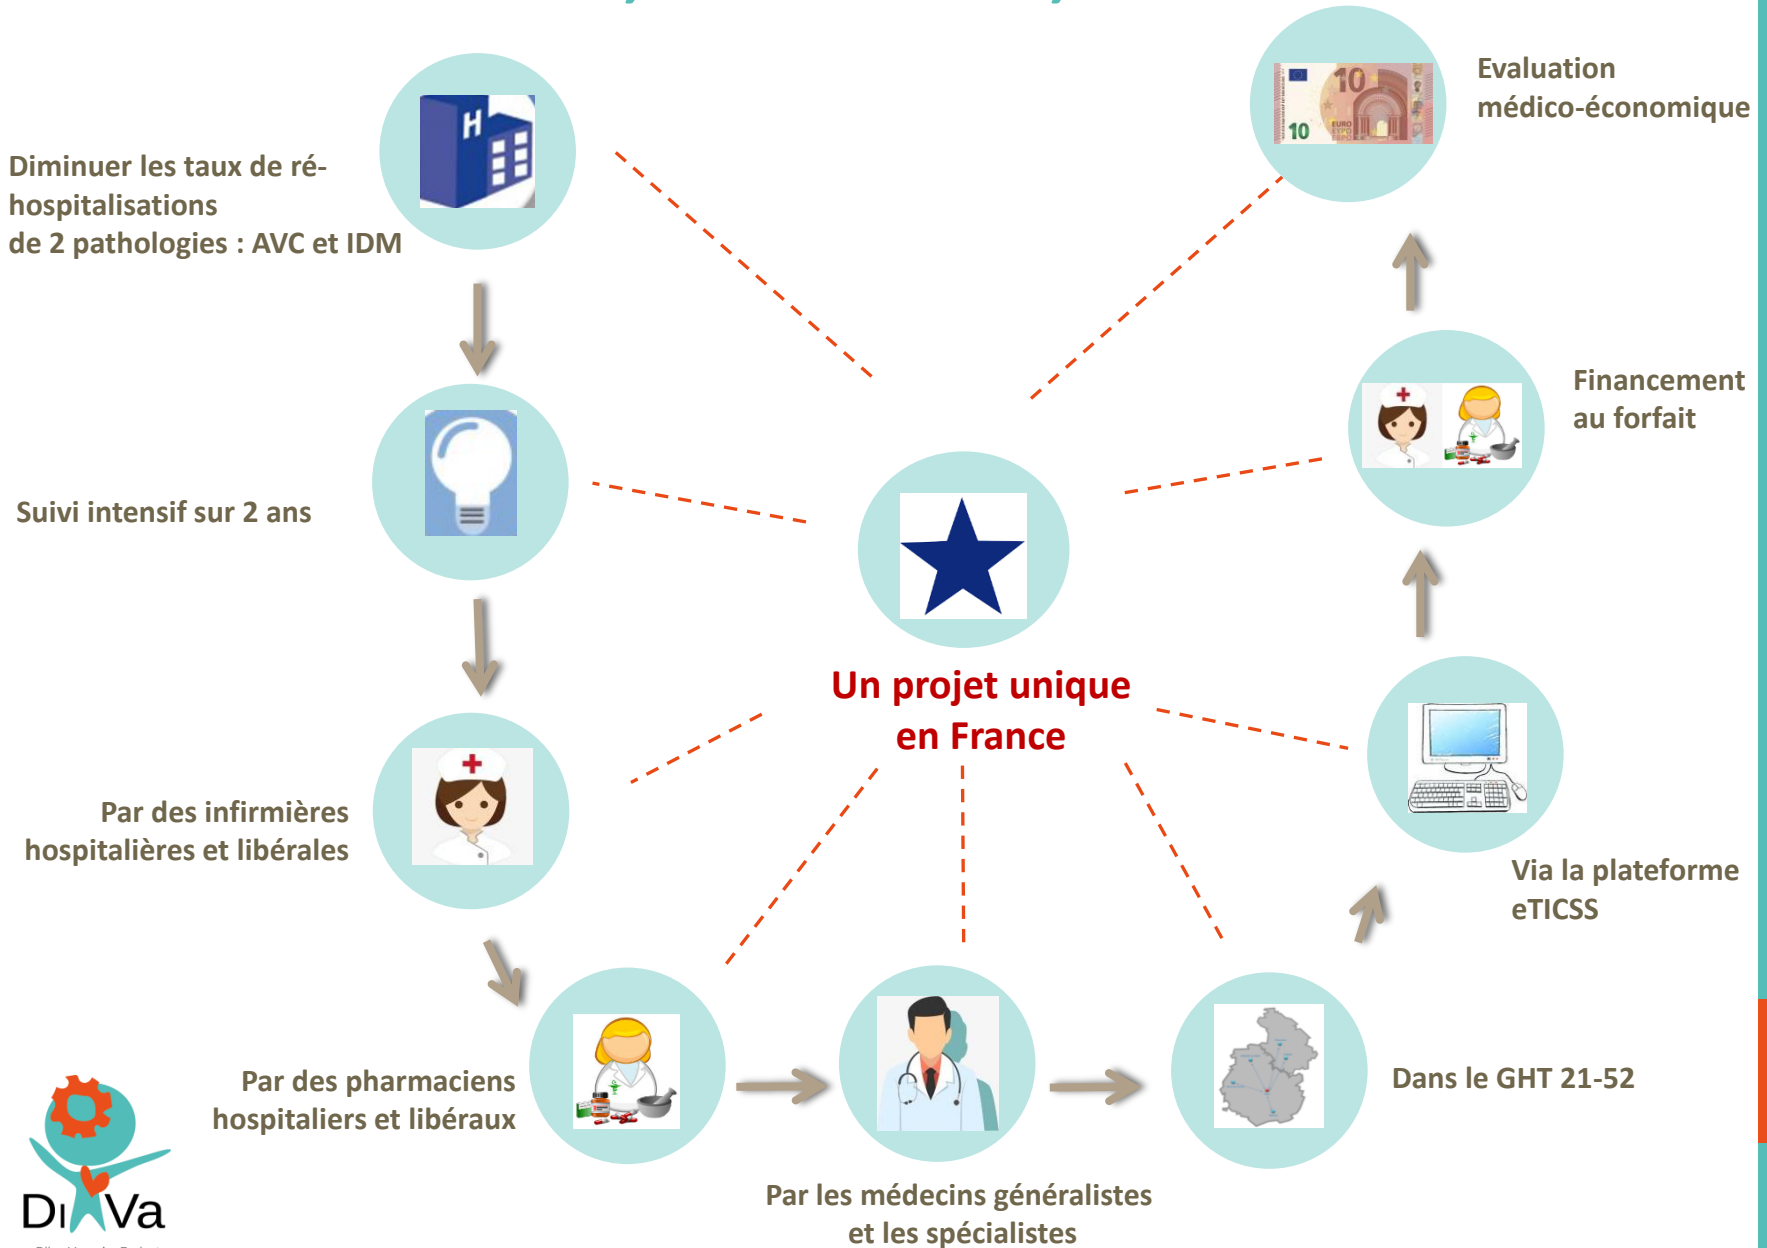 Diminuer les taux de ré-
hospitalisations
de 2 pathologies : AVC et IDM
H
Suivi intensif sur 2 ans
Par des infirmières
hospitalières et libérales
Par des pharmaciens
hospitaliers et libéraux
Par les médecins généralistes
et les spécialistes
Dans le GHT 21-52
Via la plateforme
eTICSS
Financement
au forfait
Evaluation
médico-économique
10
10
EURO
Un projet unique
en France
DiVa